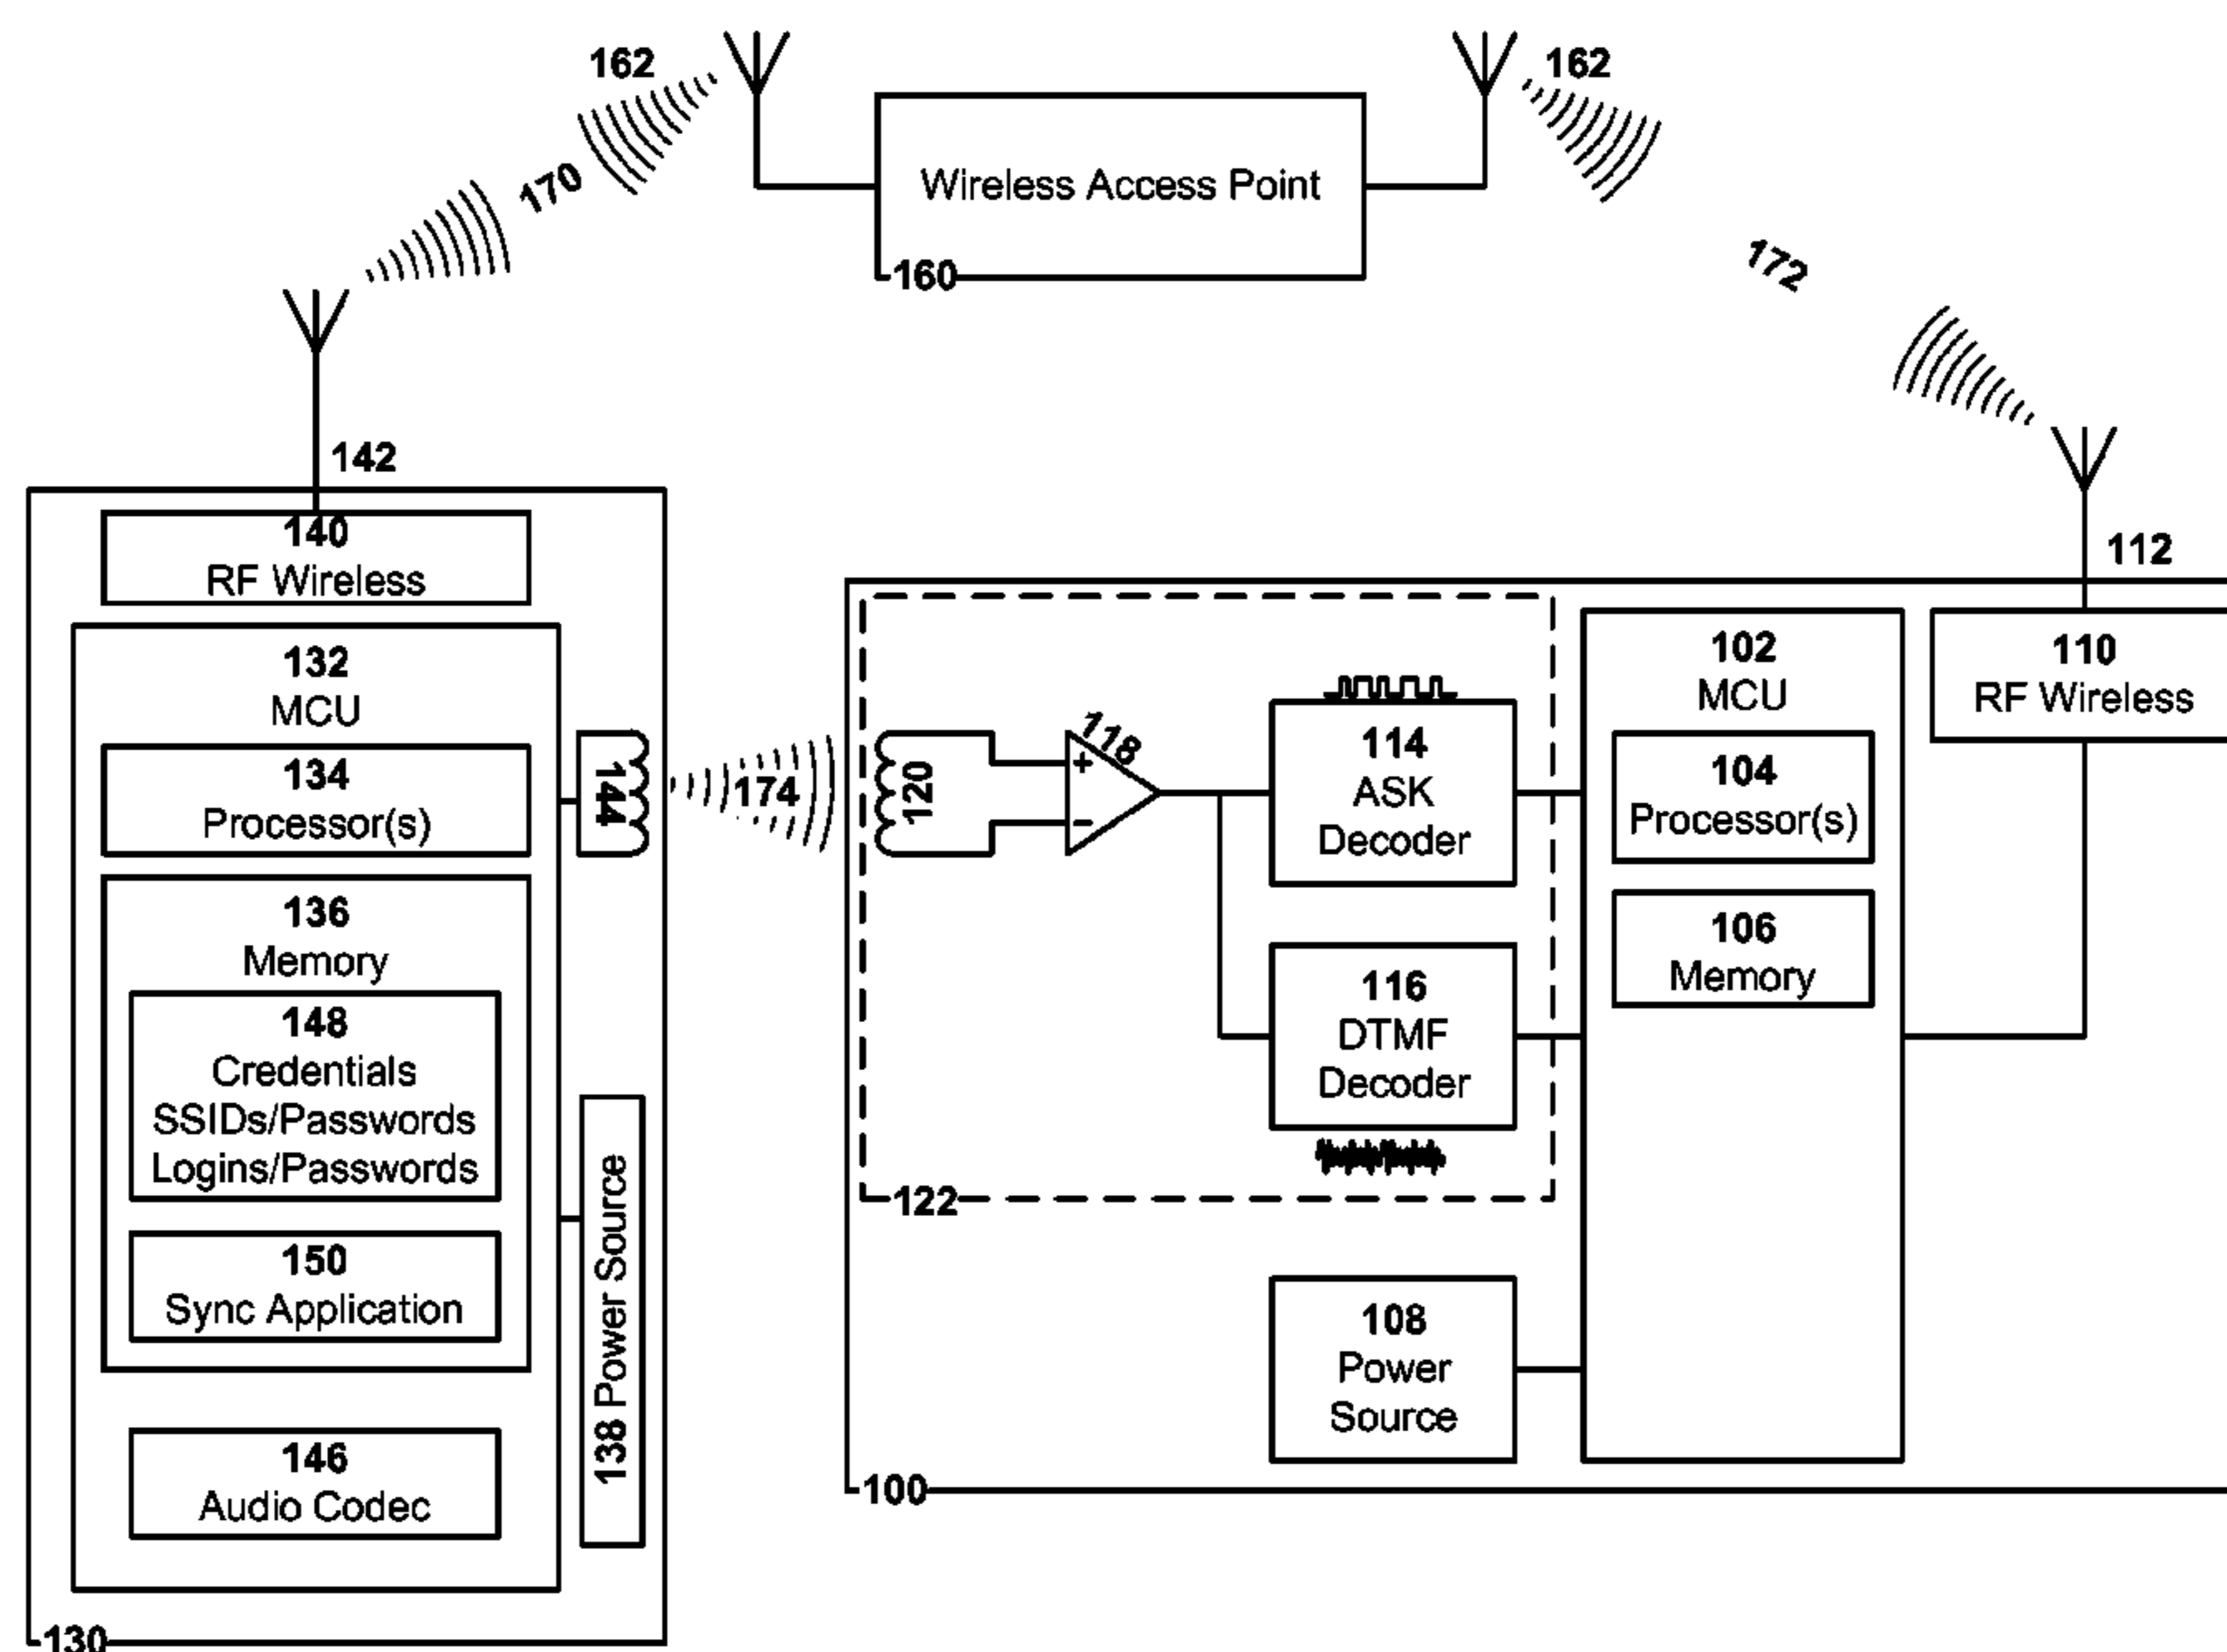 162
162
170
Wireless Access Point
160
172
142
140
RF Wireless
132
MCU
134
Processor(s)
136
Memory
148
Credentials
SSIDs/Passwords
Logins/Passwords
150
Sync Application
146
Audio Codec
144
138 Power Source
130
174
112
120
118
+
−
114
ASK
Decoder
116
DTMF
Decoder
122
108
Power
Source
102
MCU
104
Processor(s)
106
Memory
110
RF Wireless
100